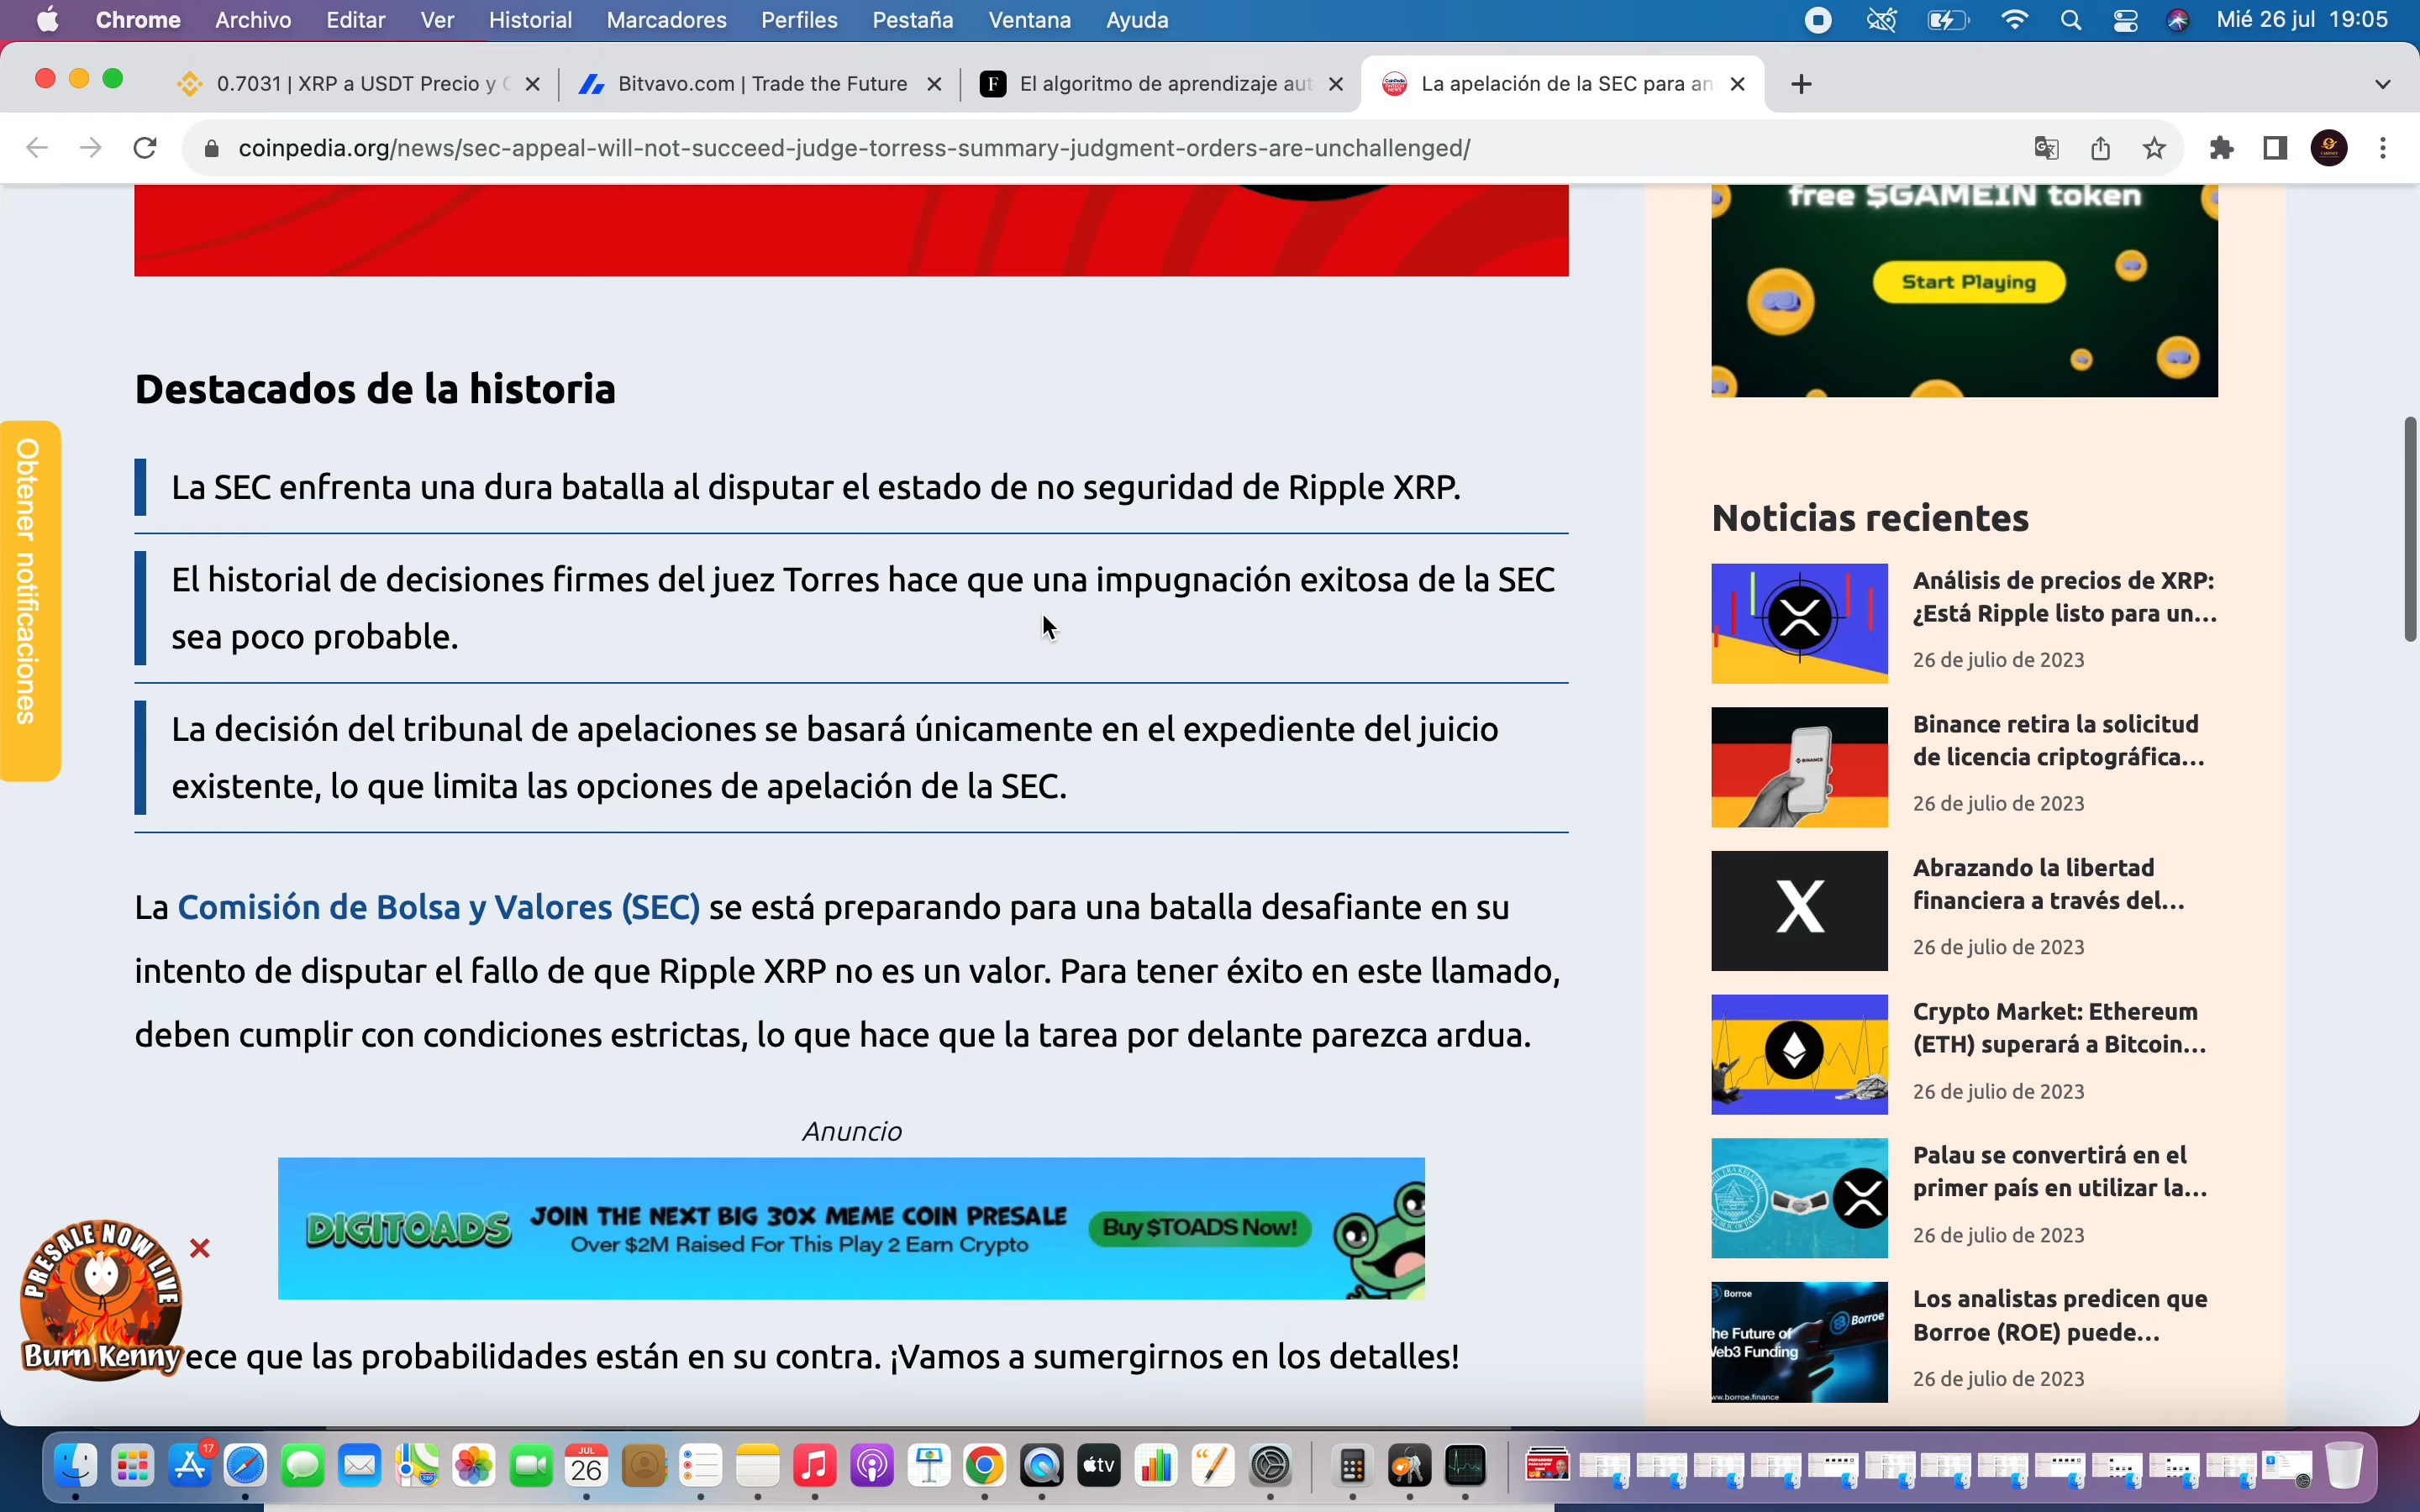 Chrome Archivo Editar Ver Historial Marcadores Perfiles Pestaña Ventana Ayuda Mié 26 jul 19:05
0.7031 | XRP a USDT Precio y Bitvavo.com | Trade the Future El algoritmo de aprendizaje aut La apelación de la SEC para an
coinpedia.org/news/sec-appeal-will-not-succeed-judge-torress-summary-judgment-orders-are-unchallenged/
free $GAMEIN token
Start Playing
Destacados de la historia
Obtener notificaciones
La SEC enfrenta una dura batalla al disputar el estado de no seguridad de Ripple XRP.
El historial de decisiones firmes del juez Torres hace que una impugnación exitosa de la SEC
sea poco probable.
La decisión del tribunal de apelaciones se basará únicamente en el expediente del juicio
existente, lo que limita las opciones de apelación de la SEC.
La Comisión de Bolsa y Valores (SEC) se está preparando para una batalla desafiante en su
intento de disputar el fallo de que Ripple XRP no es un valor. Para tener éxito en este llamado,
deben cumplir con condiciones estrictas, lo que hace que la tarea por delante parezca ardua.
Anuncio
DIGITOADS JOIN THE NEXT BIG 30X MEME COIN PRESALE
Over $2M Raised For This Play 2 Earn Crypto
Buy $TOADS Now!
PRESALE NOW LIVE
Burn Kenny
ece que las probabilidades están en su contra. ¡Vamos a sumergirnos en los detalles!
Noticias recientes
Análisis de precios de XRP:
¿Está Ripple listo para un...
26 de julio de 2023
BINANCE
Binance retira la solicitud
de licencia criptográfica...
26 de julio de 2023
X
Abrazando la libertad
financiera a través del...
26 de julio de 2023
Crypto Market: Ethereum
(ETH) superará a Bitcoin...
26 de julio de 2023
Palau se convertirá en el
primer país en utilizar la...
26 de julio de 2023
Borroe
he Future of
Web3 Funding
Borroe
ww.borroe.finance
Los analistas predicen que
Borroe (ROE) puede...
26 de julio de 2023
17
JUL
26
tv
280